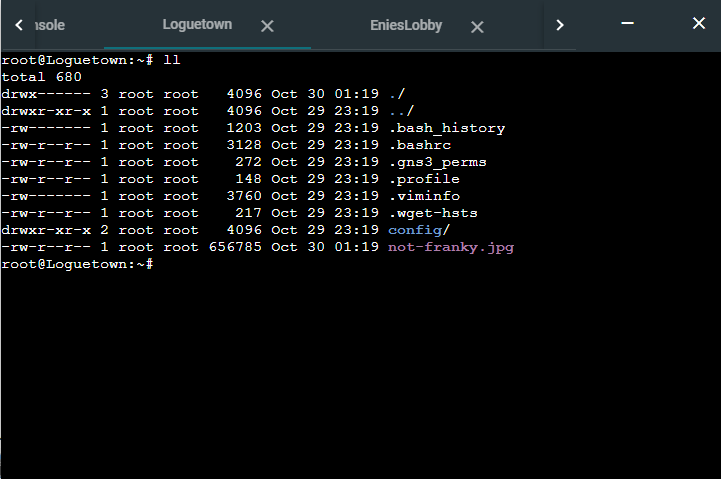 nsole Loguetown EniesLobby
root@Loguetown:~# ll
total 680
drwx------ 3 root root   4096 Oct 30 01:19 ./
drwxr-xr-x 1 root root   4096 Oct 29 23:19 ../
-rw------- 1 root root   1203 Oct 29 23:19 .bash_history
-rw-r--r-- 1 root root   3128 Oct 29 23:19 .bashrc
-rw-r--r-- 1 root root    272 Oct 29 23:19 .gns3_perms
-rw-r--r-- 1 root root    148 Oct 29 23:19 .profile
-rw------- 1 root root   3760 Oct 29 23:19 .viminfo
-rw-r--r-- 1 root root    217 Oct 29 23:19 .wget-hsts
drwxr-xr-x 2 root root   4096 Oct 29 23:19 config/
-rw-r--r-- 1 root root 656785 Oct 30 01:19 not-franky.jpg
root@Loguetown:~#